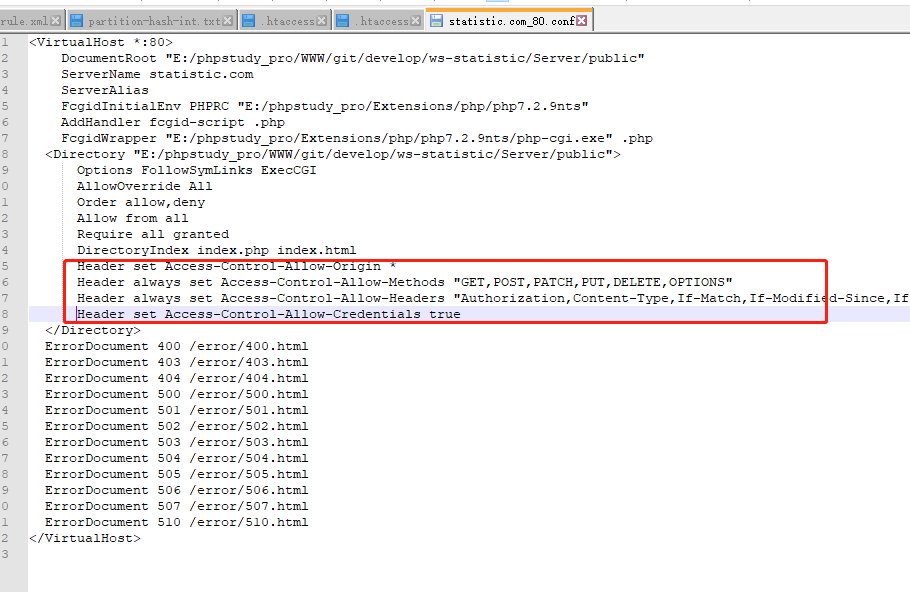 rule.xml partition-hash-int.txt .htaccess .htaccess statistic.com_80.conf
1 <VirtualHost *:80>
2 DocumentRoot "E:/phpstudy_pro/WWW/git/develop/ws-statistic/Server/public"
3 ServerName statistic.com
4 ServerAlias
5 FcgidInitialEnv PHPRC "E:/phpstudy_pro/Extensions/php/php7.2.9nts"
6 AddHandler fcgid-script .php
7 FcgidWrapper "E:/phpstudy_pro/Extensions/php/php7.2.9nts/php-cgi.exe" .php
8 <Directory "E:/phpstudy_pro/WWW/git/develop/ws-statistic/Server/public">
9 Options FollowSymLinks ExecCGI
0 AllowOverride All
1 Order allow,deny
2 Allow from all
3 Require all granted
4 DirectoryIndex index.php index.html
5 Header set Access-Control-Allow-Origin *
6 Header always set Access-Control-Allow-Methods "GET,POST,PATCH,PUT,DELETE,OPTIONS"
7 Header always set Access-Control-Allow-Headers "Authorization,Content-Type,If-Match,If-Modified-Since,If
8 Header set Access-Control-Allow-Credentials true
9 </Directory>
0 ErrorDocument 400 /error/400.html
1 ErrorDocument 403 /error/403.html
2 ErrorDocument 404 /error/404.html
3 ErrorDocument 500 /error/500.html
4 ErrorDocument 501 /error/501.html
5 ErrorDocument 502 /error/502.html
6 ErrorDocument 503 /error/503.html
7 ErrorDocument 504 /error/504.html
8 ErrorDocument 505 /error/505.html
9 ErrorDocument 506 /error/506.html
0 ErrorDocument 507 /error/507.html
1 ErrorDocument 510 /error/510.html
2 </VirtualHost>
3